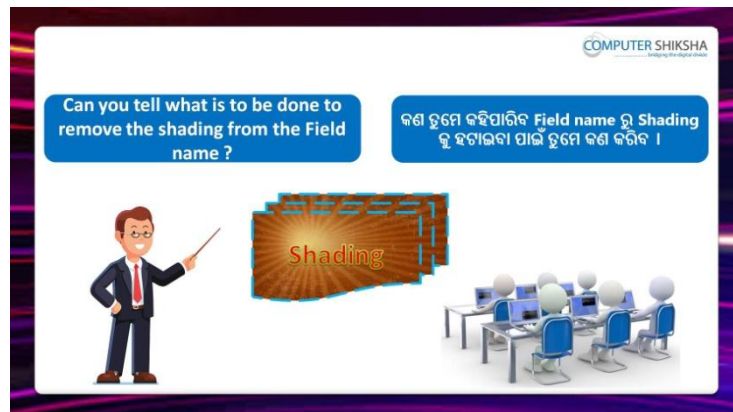 COMPUTER SHIKSHA
bridging the digital divide
Can you tell what is to be done to
remove the shading from the Field
name ?
କଣ ତୁମେ କହିପାରିବ Field name ରୁ Shading
କୁ ହଟାଇବା ପାଇଁ ତୁମେ କଣ କରିବ ।
Shading